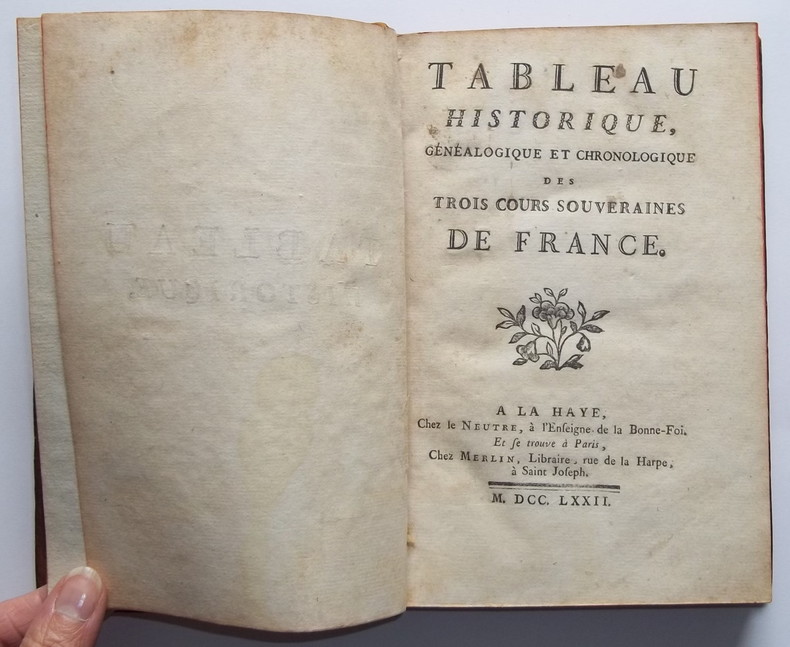 TABLEAU
HISTORIQUE,
GÉNÉALOGIQUE ET CHRONOLOGIQUE
DES
TROIS COURS SOUVERAINES
DE FRANCE.
A LA HAYE,
Chez le NEUTRE, à l'Enſeigne de la Bonne-Foi.
Et ſe trouve à Paris,
Chez MERLIN, Libraire, rue de la Harpe,
à Saint Joſeph.
M. DCC. LXXII.